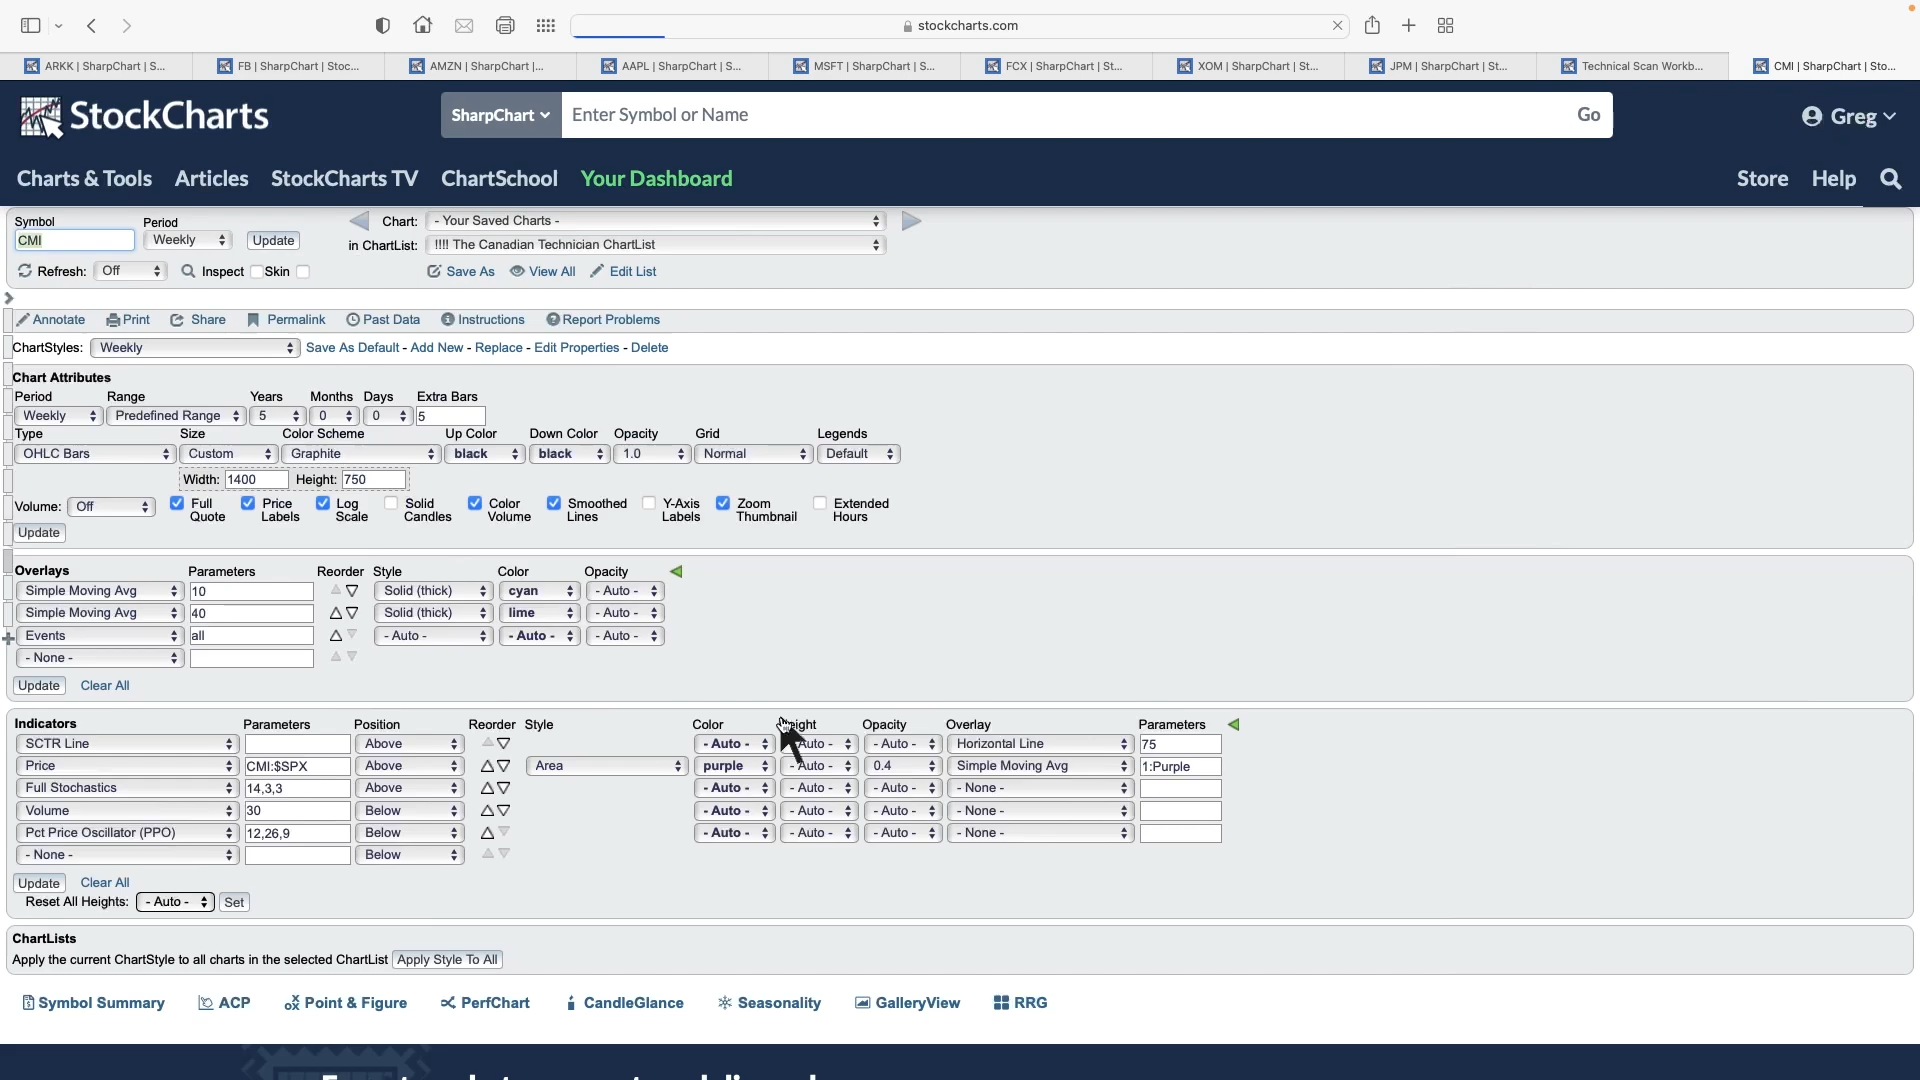 stockcharts.com
ARKK | SharpChart | S...
FB | SharpChart | Stoc...
AMZN | SharpChart |...
AAPL | SharpChart | S...
MSFT | SharpChart | S...
FCX | SharpChart | St...
XOM | SharpChart | St...
JPM | SharpChart | St...
Technical Scan Workb...
CMI | SharpChart | Sto...
StockCharts
SharpChart
Enter Symbol or Name
Go
Greg
Charts & Tools
Articles
StockCharts TV
ChartSchool
Your Dashboard
Store
Help
Symbol Period Chart: - Your Saved Charts -
CMI Weekly Update in ChartList: !!!! The Canadian Technician ChartList
Refresh: Off Inspect Skin Save As View All Edit List
Annotate Print Share Permalink Past Data Instructions Report Problems
ChartStyles: Weekly Save As Default - Add New - Replace - Edit Properties - Delete
Chart Attributes
Period Range Years Months Days Extra Bars
Weekly Predefined Range 5 0 0 5
Type Size Color Scheme Up Color Down Color Opacity Grid Legends
OHLC Bars Custom Graphite black black 1.0 Normal Default
Width: 1400 Height: 750
Volume: Off Full Quote Price Labels Log Scale Solid Candles Color Volume Smoothed Lines Y-Axis Labels Zoom Thumbnail Extended Hours
Update
Overlays Parameters Reorder Style Color Opacity
Simple Moving Avg 10 Solid (thick) cyan - Auto -
Simple Moving Avg 40 Solid (thick) lime - Auto -
Events all - Auto - - Auto - - Auto -
- None -
Update Clear All
Indicators Parameters Position Reorder Style Color Opacity Overlay Parameters
SCTR Line Above - Auto - Auto - - Auto - Horizontal Line 75
Price CMI:$SPX Above Area purple - Auto - 0.4 Simple Moving Avg 1:Purple
Full Stochastics 14,3,3 Above - Auto - - Auto - - Auto - - None -
Volume 30 Below - Auto - - Auto - - Auto - - None -
Pct Price Oscillator (PPO) 12,26,9 Below - Auto - - Auto - - Auto - - None -
- None - Below
Update Clear All
Reset All Heights: - Auto - Set
ChartLists
Apply the current ChartStyle to all charts in the selected ChartList Apply Style To All
Symbol Summary ACP Point & Figure PerfChart CandleGlance Seasonality GalleryView RRG